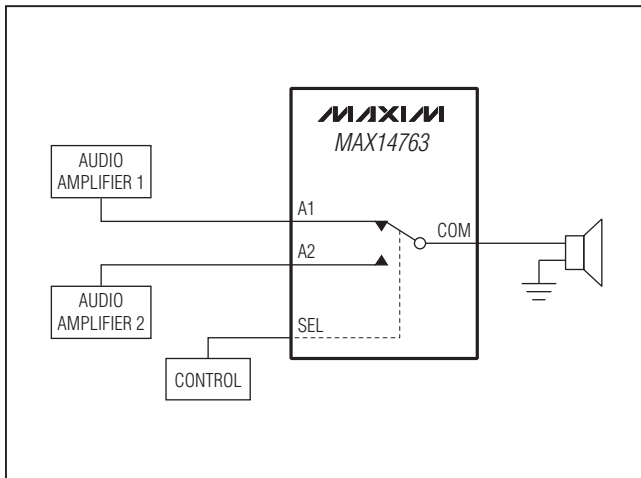 MAXIM
MAX14763
AUDIO
AMPLIFIER 1
A1
COM
A2
AUDIO
AMPLIFIER 2
SEL
CONTROL